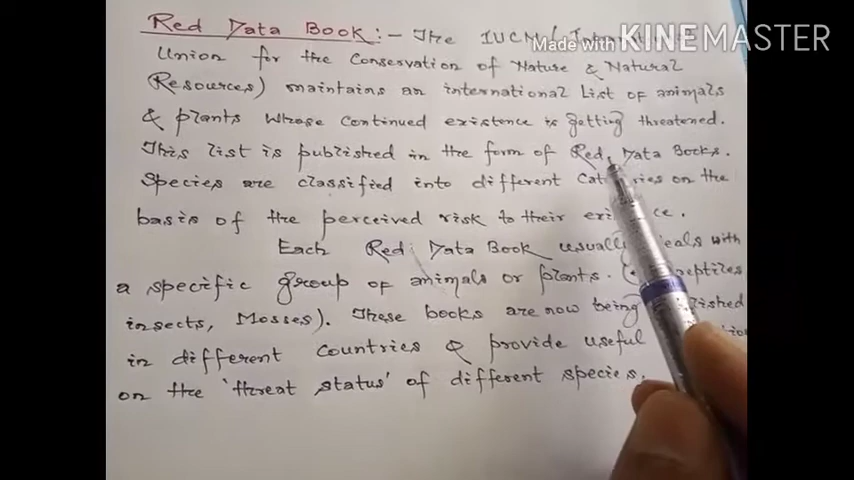 Red Data Book :- The IUCN (
Made with KINEMASTER
Union for the Conservation of Nature & Natural
Resources) maintains an international List of animals
& plants whose continued existence is getting threatened.
This list is published in the form of Red Data Books.
Species are classified into different on the
basis of the perceived risk to their
Each Red Data Book usually with
a specific group of animals or plants. ( reptiles
insects, Mosses). These books are now being
in different Countries & provide useful
on the 'threat status' of different species.